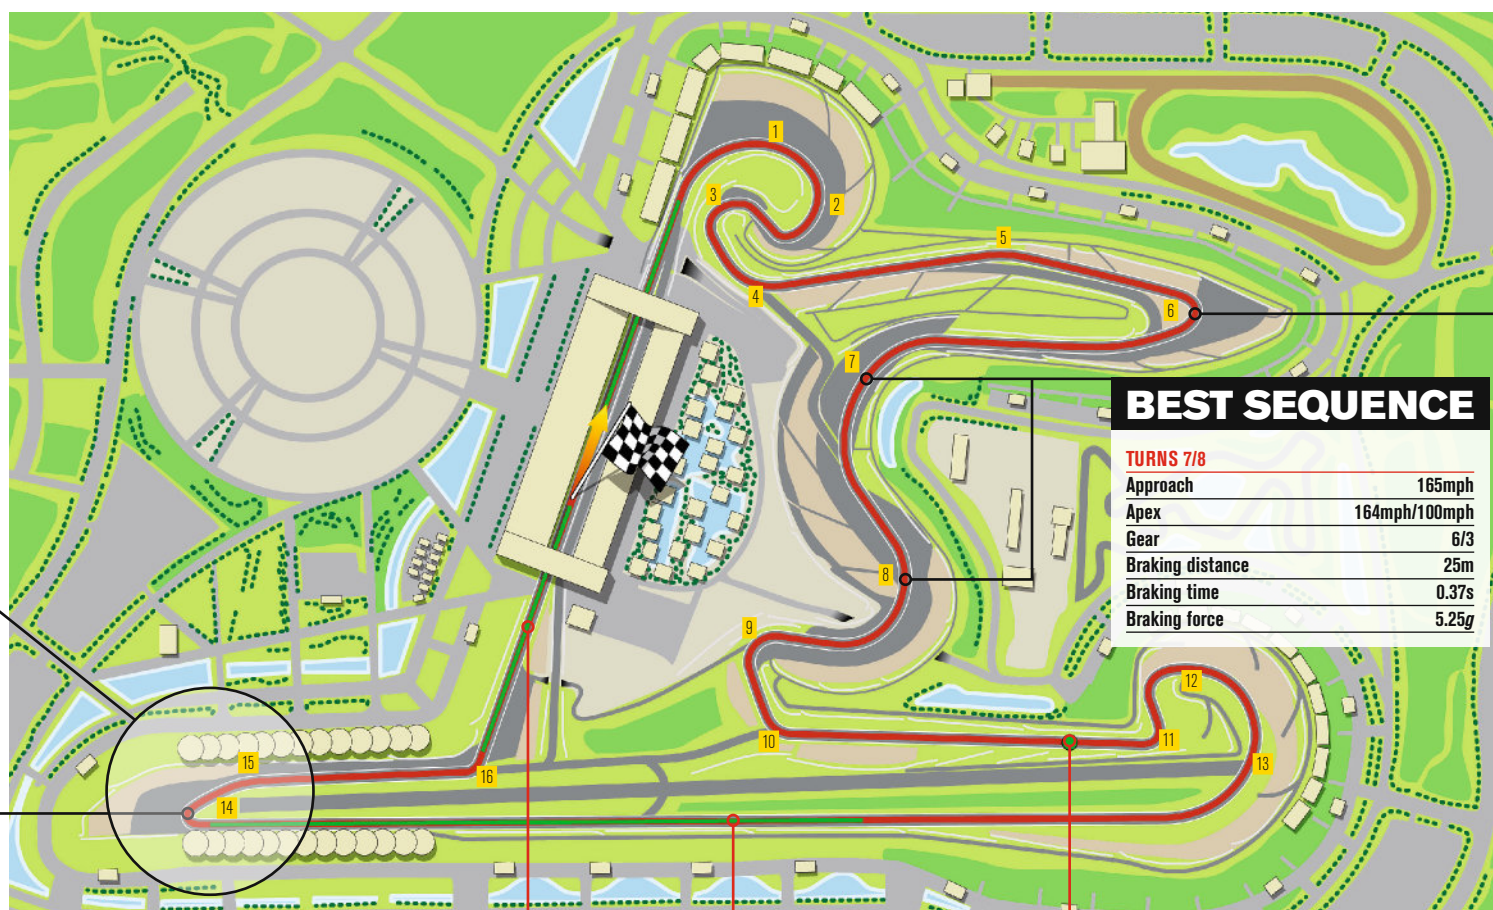 1
2
3
4
5
6
7
8
9
10
11
12
13
14
15
16
BEST SEQUENCE
TURNS 7/8
Approach 165mph
Apex 164mph/100mph
Gear 6/3
Braking distance 25m
Braking time 0.37s
Braking force 5.25g